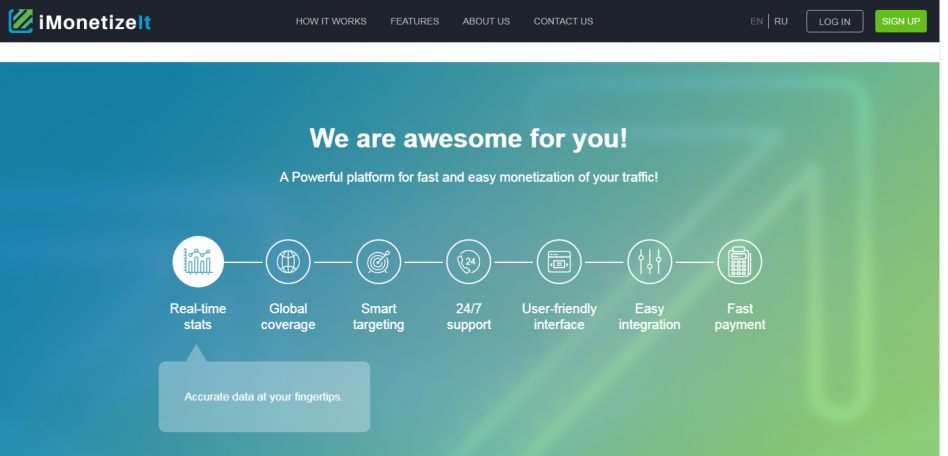 iMonetizeIt
HOW IT WORKS
FEATURES
ABOUT US
CONTACT US
EN
RU
LOG IN
SIGN UP
We are awesome for you!
A Powerful platform for fast and easy monetization of your traffic!
24
Real-time
stats
Global
coverage
Smart
targeting
24/7
support
User-friendly
interface
Easy
integration
Fast
payment
Accurate data at your fingertips.